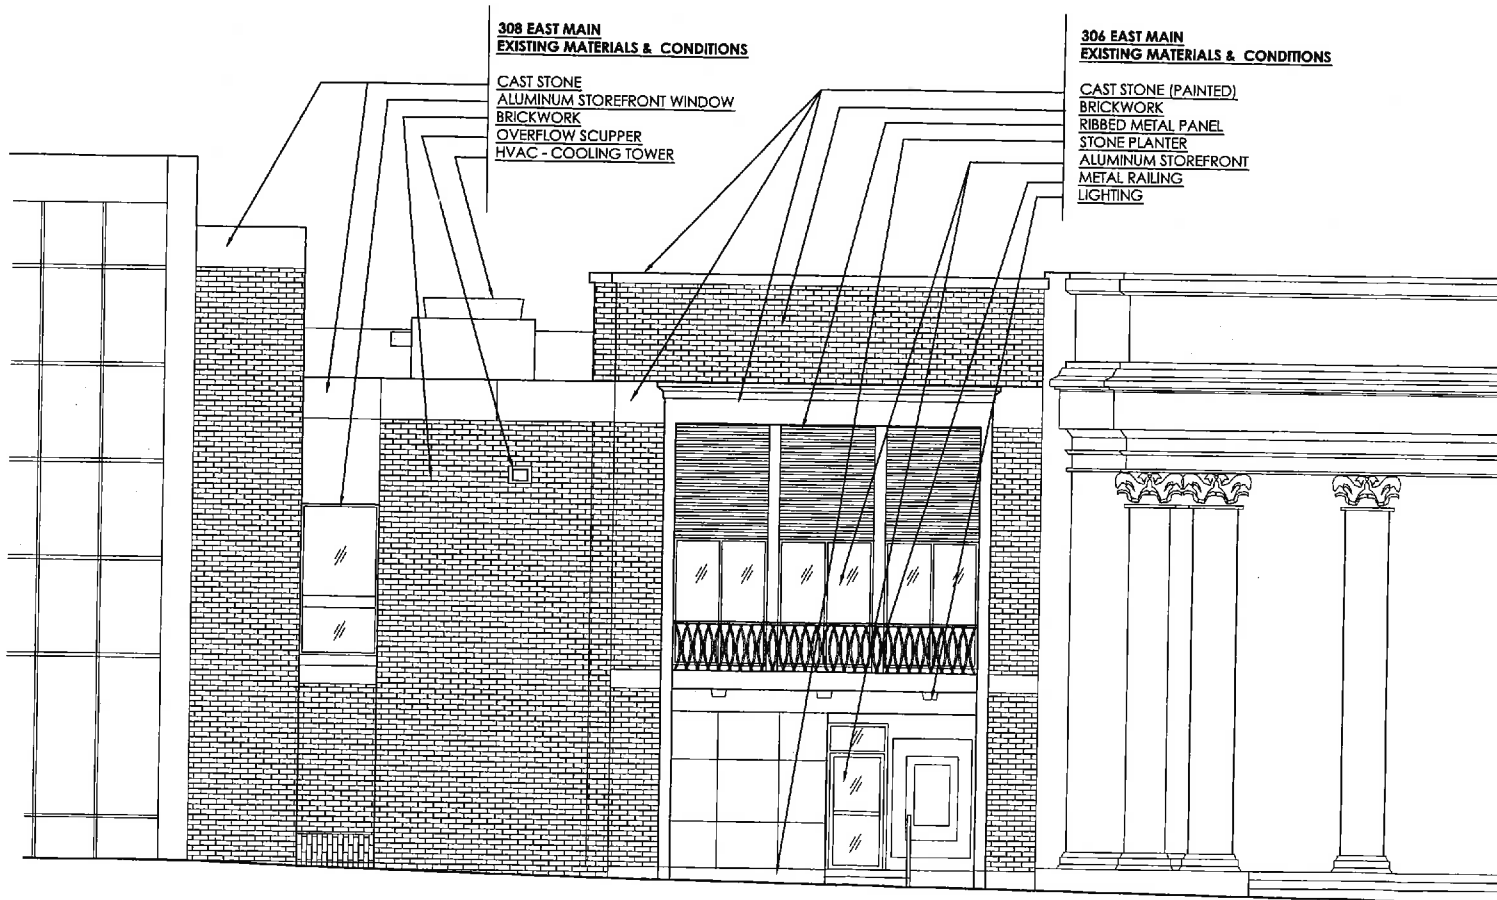 308 EAST MAIN
EXISTING MATERIALS & CONDITIONS
CAST STONE
ALUMINUM STOREFRONT WINDOW
BRICKWORK
OVERFLOW SCUPPER
HVAC - COOLING TOWER
306 EAST MAIN
EXISTING MATERIALS & CONDITIONS
CAST STONE (PAINTED)
BRICKWORK
RIBBED METAL PANEL
STONE PLANTER
ALUMINUM STOREFRONT
METAL RAILING
LIGHTING